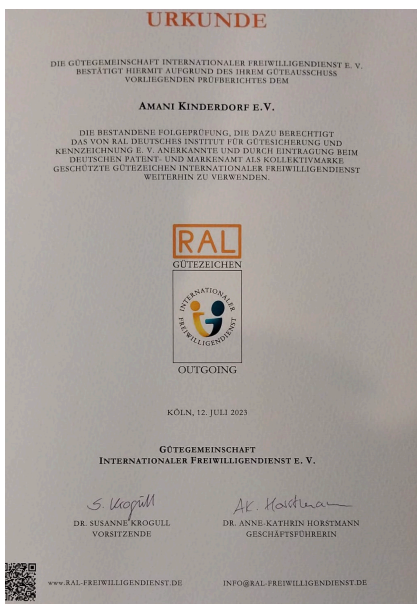 URKUNDE
DIE GÜTEGEMEINSCHAFT INTERNATIONALER FREIWILLIGENDIENST E. V.
BESTÄTIGT HIERMIT AUFGRUND DES IHREM GÜTEAUSSCHUSS
VORLIEGENDEN PRÜFBERICHTES DEM
AMANI KINDERDORF E.V.
DIE BESTANDENE FOLGEPRÜFUNG, DIE DAZU BERECHTIGT
DAS VON RAL DEUTSCHES INSTITUT FÜR GÜTESICHERUNG UND
KENNZEICHNUNG E. V. ANERKANNTE UND DURCH EINTRAGUNG BEIM
DEUTSCHEN PATENT- UND MARKENAMT ALS KOLLEKTIVMARKE
GESCHÜTZTE GÜTEZEICHEN INTERNATIONALER FREIWILLIGENDIENST
WEITERHIN ZU VERWENDEN.
RAL
GÜTEZEICHEN
INTERNATIONALER
FREIWILLIGENDIENST
OUTGOING
KÖLN, 12. JULI 2023
GÜTEGEMEINSCHAFT
INTERNATIONALER FREIWILLIGENDIENST E. V.
S. Krogull AK. Horstmann
DR. SUSANNE KROGULL DR. ANNE-KATHRIN HORSTMANN
VORSITZENDE GESCHÄFTSFÜHRERIN
WWW.RAL-FREIWILLIGENDIENST.DE INFO@RAL-FREIWILLIGENDIENST.DE